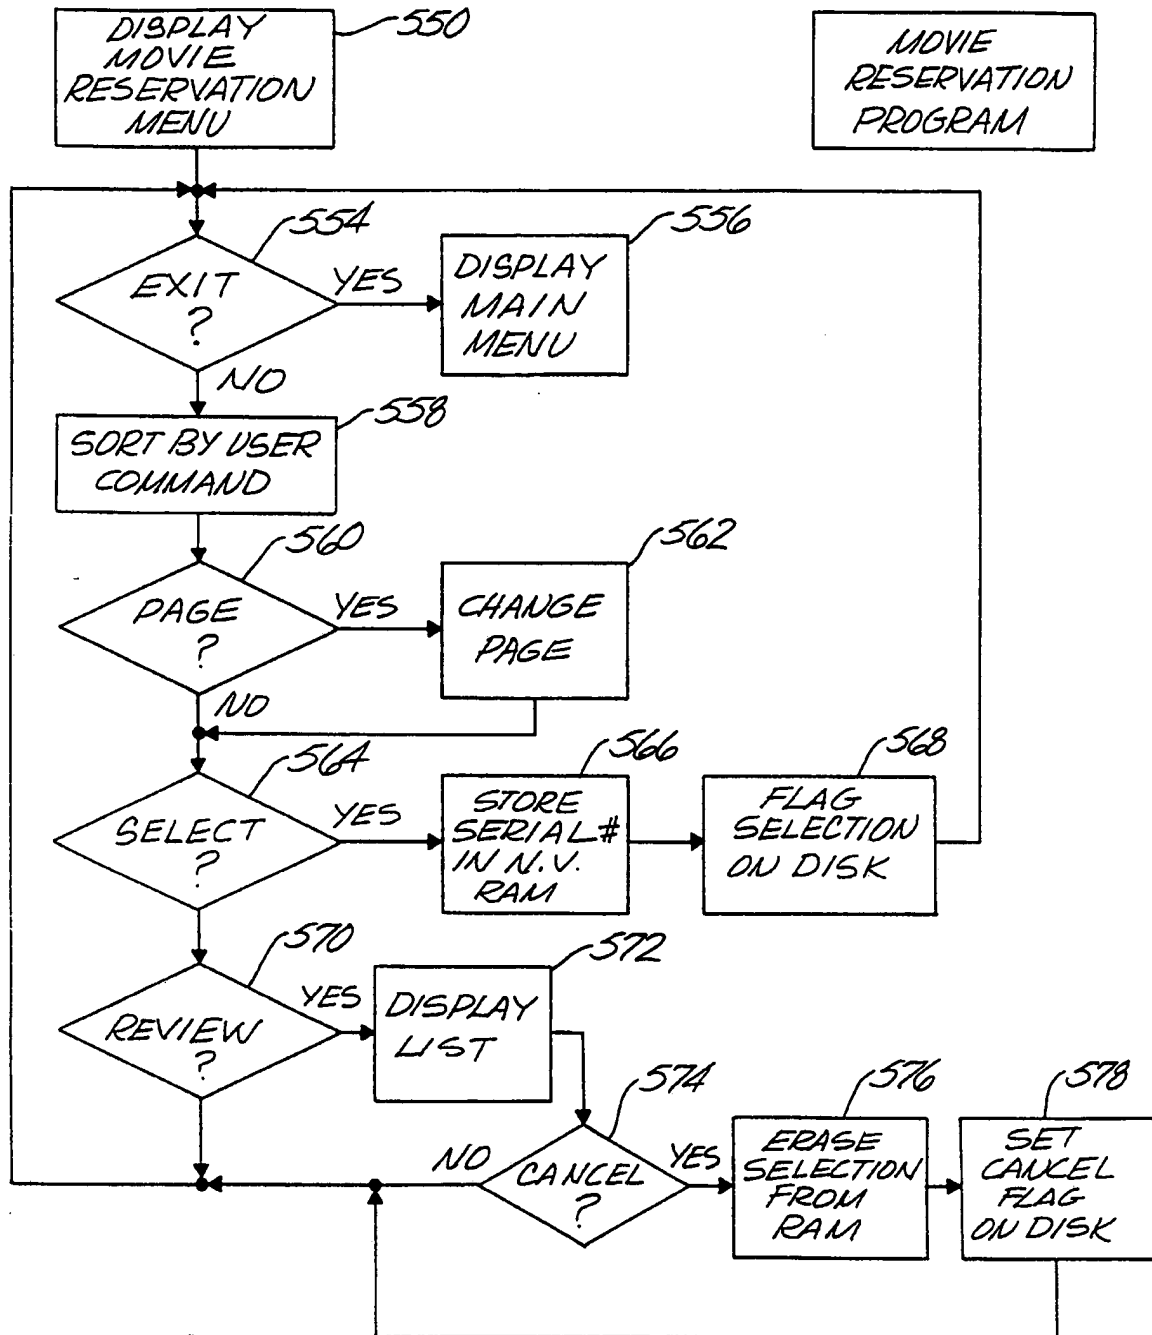 DISPLAY
MOVIE
RESERVATION
MENU
550
MOVIE
RESERVATION
PROGRAM
554
EXIT
?
YES
556
DISPLAY
MAIN
MENU
NO
558
SORT BY USER
COMMAND
560
PAGE
?
YES
562
CHANGE
PAGE
NO
564
SELECT
?
YES
566
STORE
SERIAL#
IN N.V.
RAM
568
FLAG
SELECTION
ON DISK
570
REVIEW
?
YES
572
DISPLAY
LIST
574
CANCEL
?
NO
YES
576
ERASE
SELECTION
FROM
RAM
578
SET
CANCEL
FLAG
ON DISK